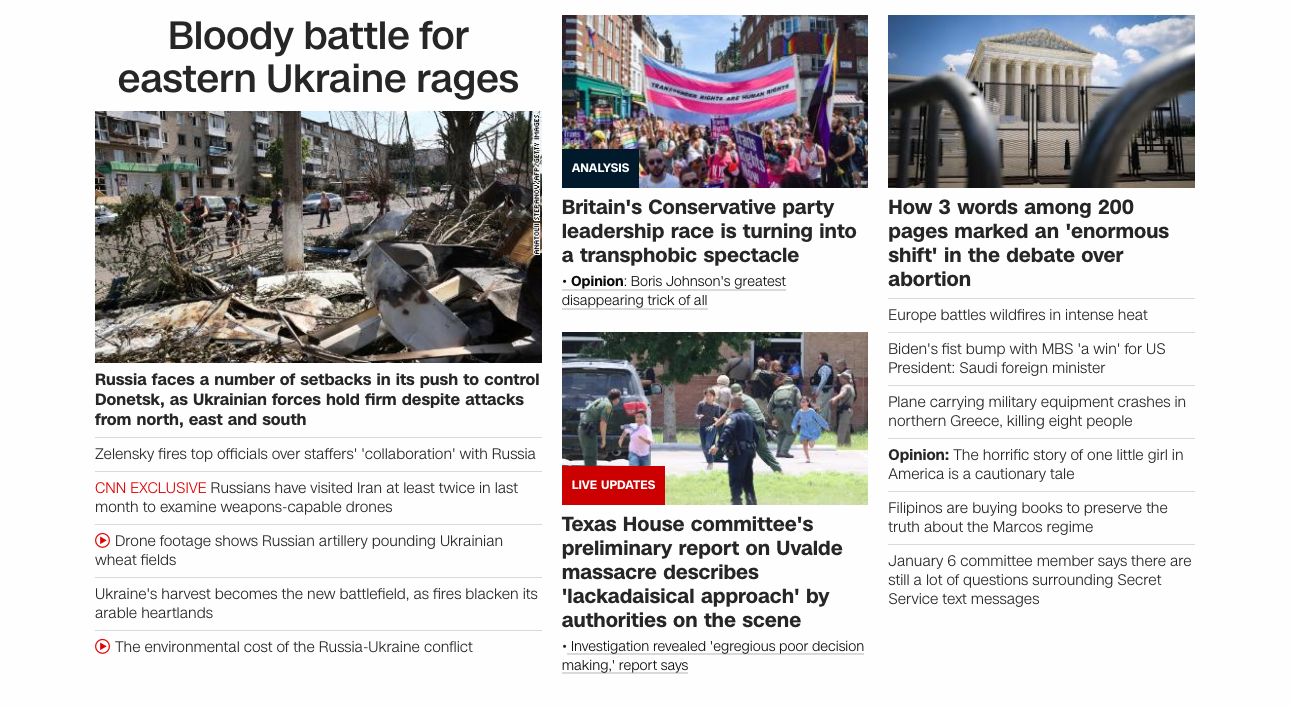 Bloody battle for
eastern Ukraine rages
ANATOLII STEPANOV/AFP/GETTY IMAGES
Russia faces a number of setbacks in its push to control
Donetsk, as Ukrainian forces hold firm despite attacks
from north, east and south
Zelensky fires top officials over staffers' 'collaboration' with Russia
CNN EXCLUSIVE Russians have visited Iran at least twice in last
month to examine weapons-capable drones
Drone footage shows Russian artillery pounding Ukrainian
wheat fields
Ukraine's harvest becomes the new battlefield, as fires blacken its
arable heartlands
The environmental cost of the Russia-Ukraine conflict
TRANSGENDER RIGHTS ARE HUMAN RIGHTS
ANALYSIS
Britain's Conservative party
leadership race is turning into
a transphobic spectacle
• Opinion: Boris Johnson's greatest
disappearing trick of all
LIVE UPDATES
Texas House committee's
preliminary report on Uvalde
massacre describes
'lackadaisical approach' by
authorities on the scene
• Investigation revealed 'egregious poor decision
making,' report says
How 3 words among 200
pages marked an 'enormous
shift' in the debate over
abortion
Europe battles wildfires in intense heat
Biden's fist bump with MBS 'a win' for US
President: Saudi foreign minister
Plane carrying military equipment crashes in
northern Greece, killing eight people
Opinion: The horrific story of one little girl in
America is a cautionary tale
Filipinos are buying books to preserve the
truth about the Marcos regime
January 6 committee member says there are
still a lot of questions surrounding Secret
Service text messages